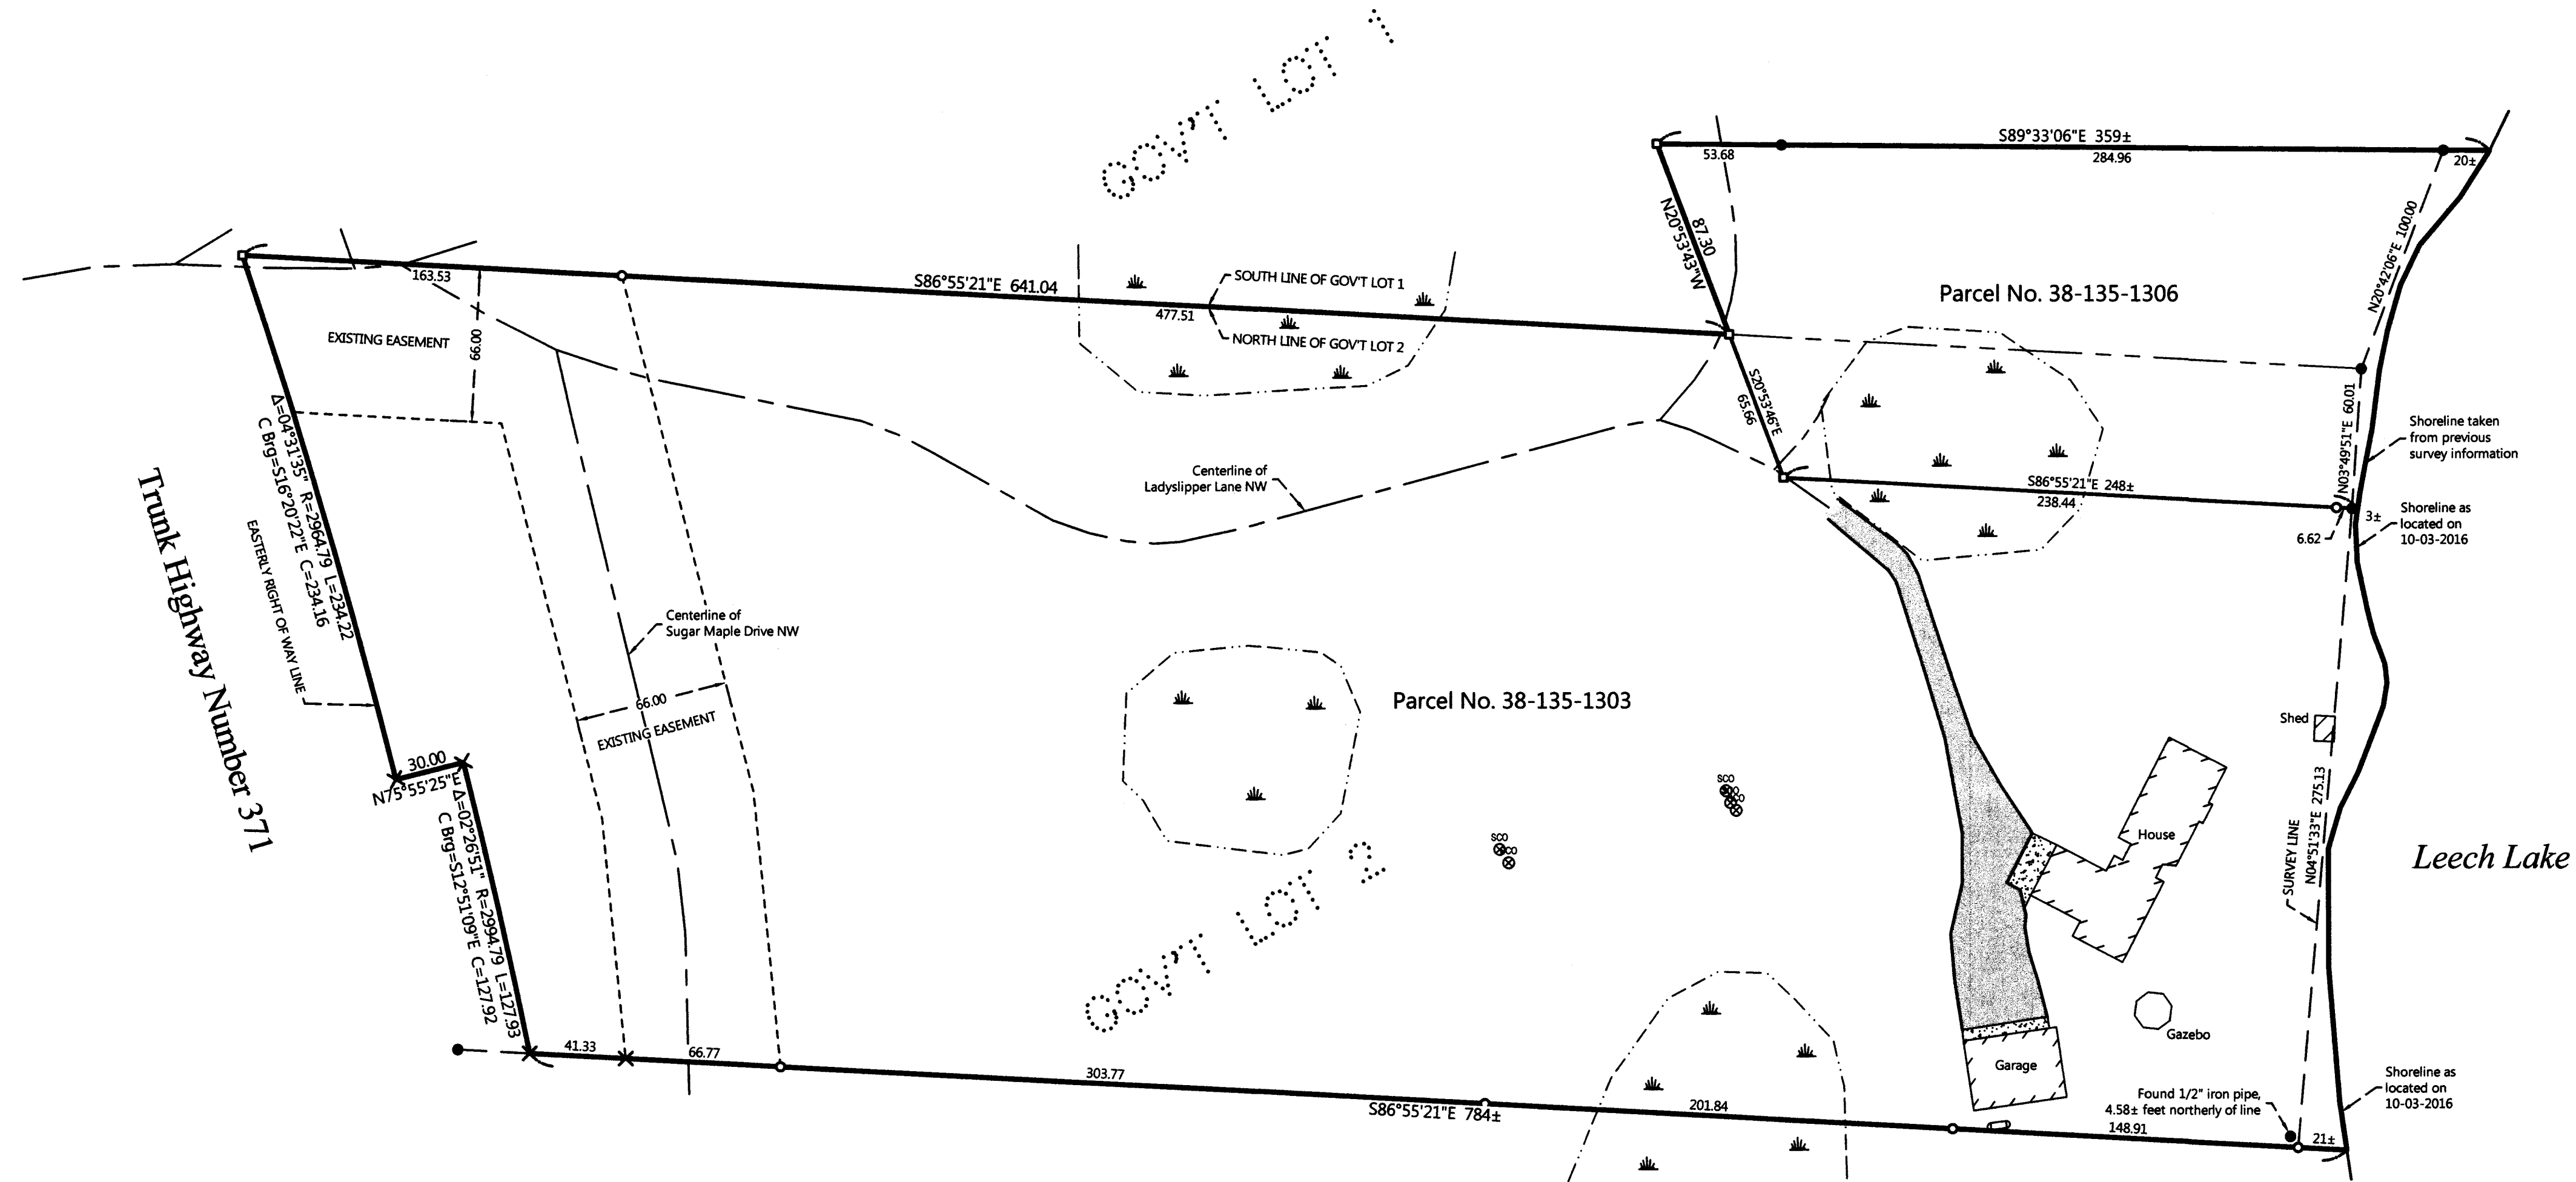 GOV'T LOT 1
S89°33'06"E 359±
53.68
284.96
20±
87.30
N20°53'43"W
N20°42'06"E 100.00
Parcel No. 38-135-1306
163.53
S86°55'21"E 641.04
477.51
SOUTH LINE OF GOV'T LOT 1
NORTH LINE OF GOV'T LOT 2
EXISTING EASEMENT
66.00
S20°53'46"E
65.66
N03°49'51"E 60.01
Shoreline taken
from previous
survey information
Centerline of
Ladyslipper Lane NW
S86°55'21"E 248±
238.44
3±
6.62
Shoreline as
located on
10-03-2016
Δ=04°31'35" R=2964.79 L=234.22
C Brg=S16°20'22"E C=234.16
EASTERLY RIGHT OF WAY LINE
Trunk Highway Number 371
Centerline of
Sugar Maple Drive NW
66.00
EXISTING EASEMENT
Parcel No. 38-135-1303
Shed
30.00
N75°55'25"E
Δ=02°26'51" R=2994.79 L=127.93
C Brg=S12°51'09"E C=127.92
SCO
SCO
House
SURVEY LINE
N04°51'33"E 275.13
Leech Lake
GOV'T LOT 2
Gazebo
Garage
41.33
66.77
303.77
S86°55'21"E 784±
201.84
148.91
21±
Found 1/2" iron pipe,
4.58± feet northerly of line
Shoreline as
located on
10-03-2016